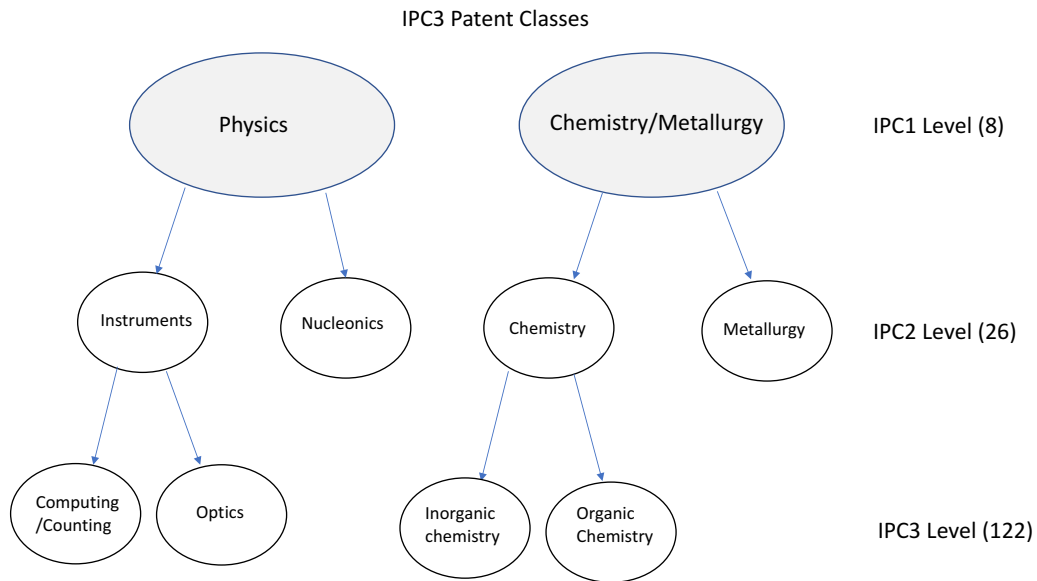 IPC3 Patent Classes
Physics
Chemistry/Metallurgy
IPC1 Level (8)
Instruments
Nucleonics
Chemistry
Metallurgy
IPC2 Level (26)
Computing
/Counting
Optics
Inorganic
chemistry
Organic
Chemistry
IPC3 Level (122)